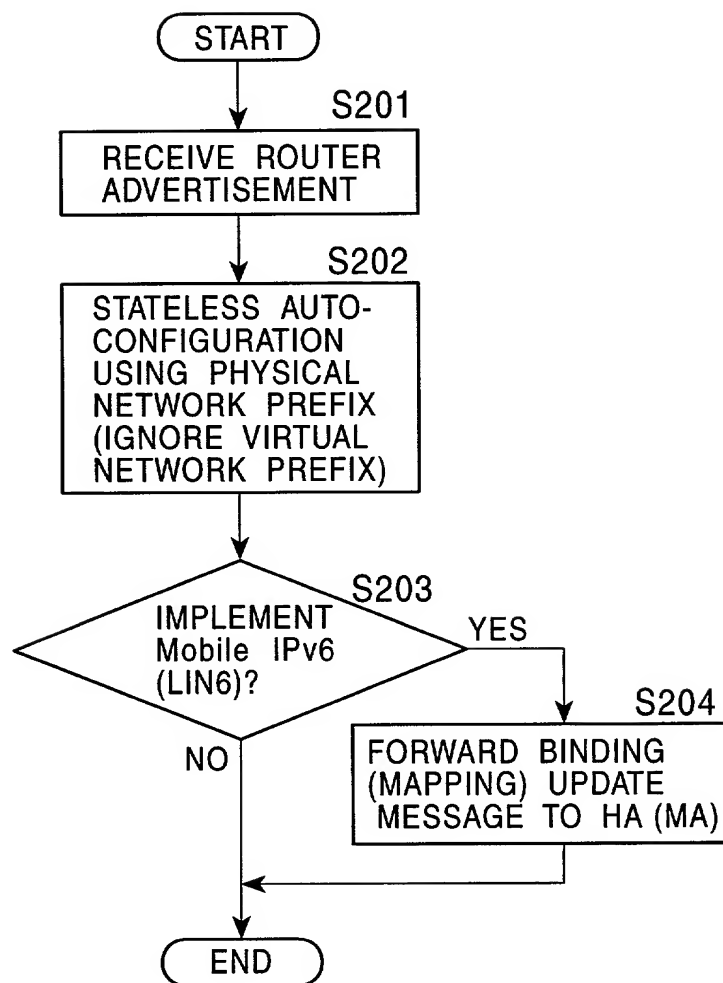 START
S201
RECEIVE ROUTER
ADVERTISEMENT
S202
STATELESS AUTO-
CONFIGURATION
USING PHYSICAL
NETWORK PREFIX
(IGNORE VIRTUAL
NETWORK PREFIX)
S203
IMPLEMENT
Mobile IPv6
(LIN6)?
YES
NO
S204
FORWARD BINDING
(MAPPING) UPDATE
MESSAGE TO HA (MA)
END